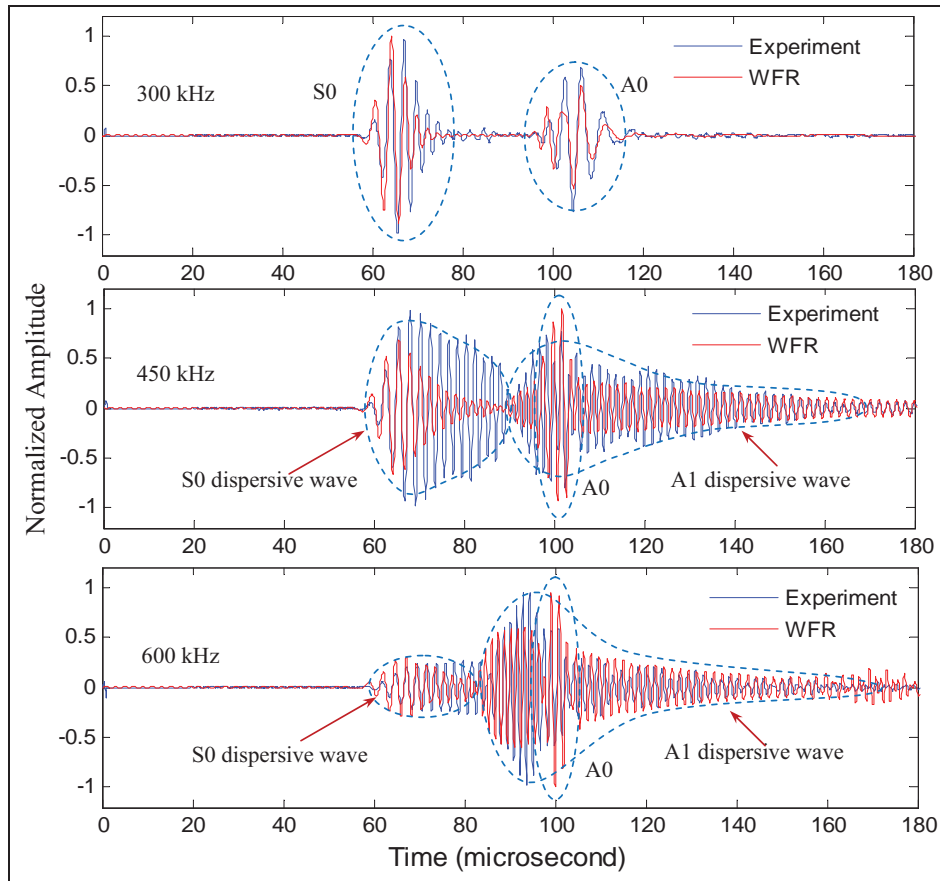 Normalized Amplitude
1
0.5
0
-0.5
-1
300 kHz
S0
A0
Experiment
WFR
0 20 40 60 80 100 120 140 160 180
1
0.5
0
-0.5
-1
450 kHz
Experiment
WFR
S0 dispersive wave
A0
A1 dispersive wave
0 20 40 60 80 100 120 140 160 180
1
0.5
0
-0.5
-1
600 kHz
Experiment
WFR
S0 dispersive wave
A0
A1 dispersive wave
0 20 40 60 80 100 120 140 160 180
Time (microsecond)